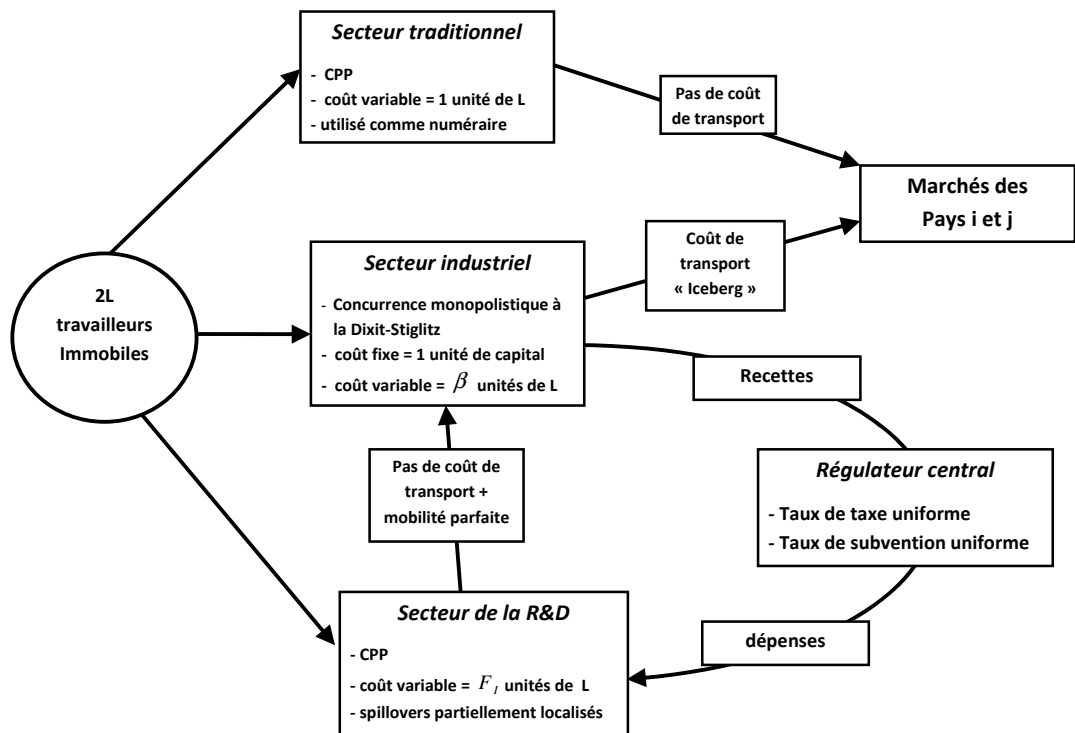 Secteur traditionnel
- CPP
- coût variable = 1 unité de L
- utilisé comme numéraire
Pas de coût
de transport
Marchés des
Pays i et j
2L
travailleurs
Immobiles
Secteur industriel
- Concurrence monopolistique à
la Dixit-Stiglitz
- coût fixe = 1 unité de capital
- coût variable = β unités de L
Coût de
transport
« Iceberg »
Recettes
Pas de coût de
transport +
mobilité parfaite
Régulateur central
- Taux de taxe uniforme
- Taux de subvention uniforme
Secteur de la R&D
- CPP
- coût variable = F_I unités de L
- spillovers partiellement localisés
dépenses